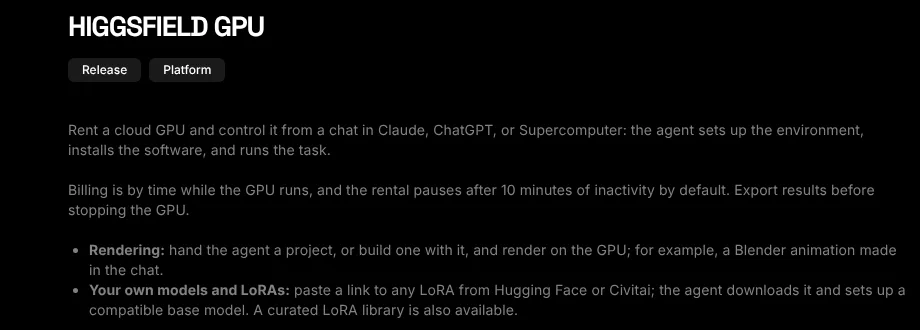 HIGGSFIELD GPU
Release
Platform
Rent a cloud GPU and control it from a chat in Claude, ChatGPT, or Supercomputer: the agent sets up the environment,
installs the software, and runs the task.
Billing is by time while the GPU runs, and the rental pauses after 10 minutes of inactivity by default. Export results before
stopping the GPU.
• Rendering: hand the agent a project, or build one with it, and render on the GPU; for example, a Blender animation made
in the chat.
• Your own models and LoRAs: paste a link to any LoRA from Hugging Face or Civitai; the agent downloads it and sets up a
compatible base model. A curated LoRA library is also available.